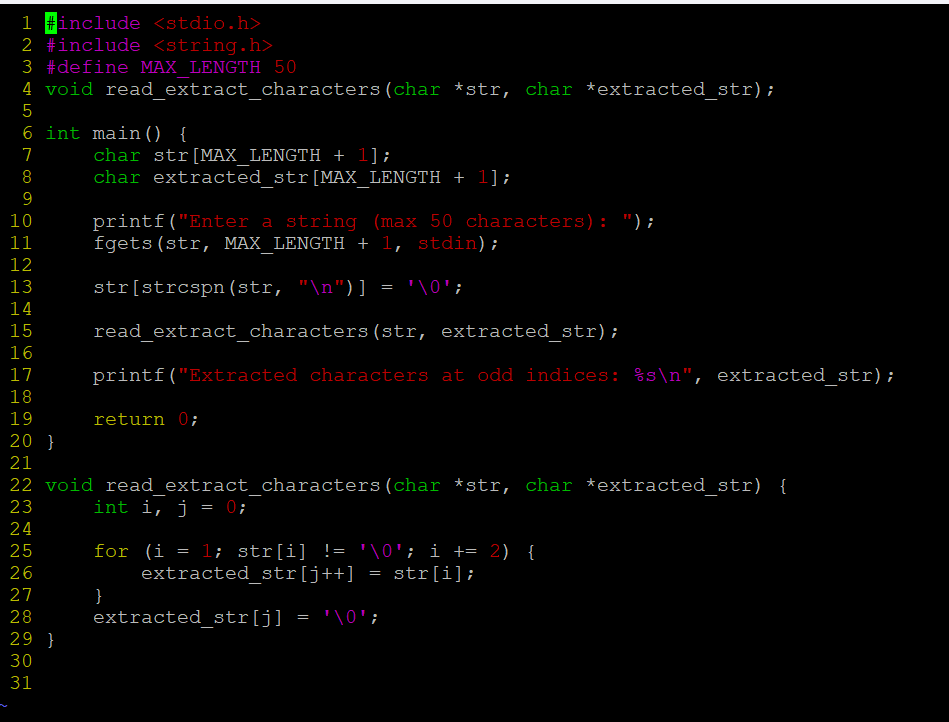 1 #include <stdio.h>
2 #include <string.h>
3 #define MAX_LENGTH 50
4 void read_extract_characters(char *str, char *extracted_str);
5
6 int main() {
7     char str[MAX_LENGTH + 1];
8     char extracted_str[MAX_LENGTH + 1];
9
10     printf("Enter a string (max 50 characters): ");
11     fgets(str, MAX_LENGTH + 1, stdin);
12
13     str[strcspn(str, "\n")] = '\0';
14
15     read_extract_characters(str, extracted_str);
16
17     printf("Extracted characters at odd indices: %s\n", extracted_str);
18
19     return 0;
20 }
21
22 void read_extract_characters(char *str, char *extracted_str) {
23     int i, j = 0;
24
25     for (i = 1; str[i] != '\0'; i += 2) {
26         extracted_str[j++] = str[i];
27     }
28     extracted_str[j] = '\0';
29 }
30
31
~